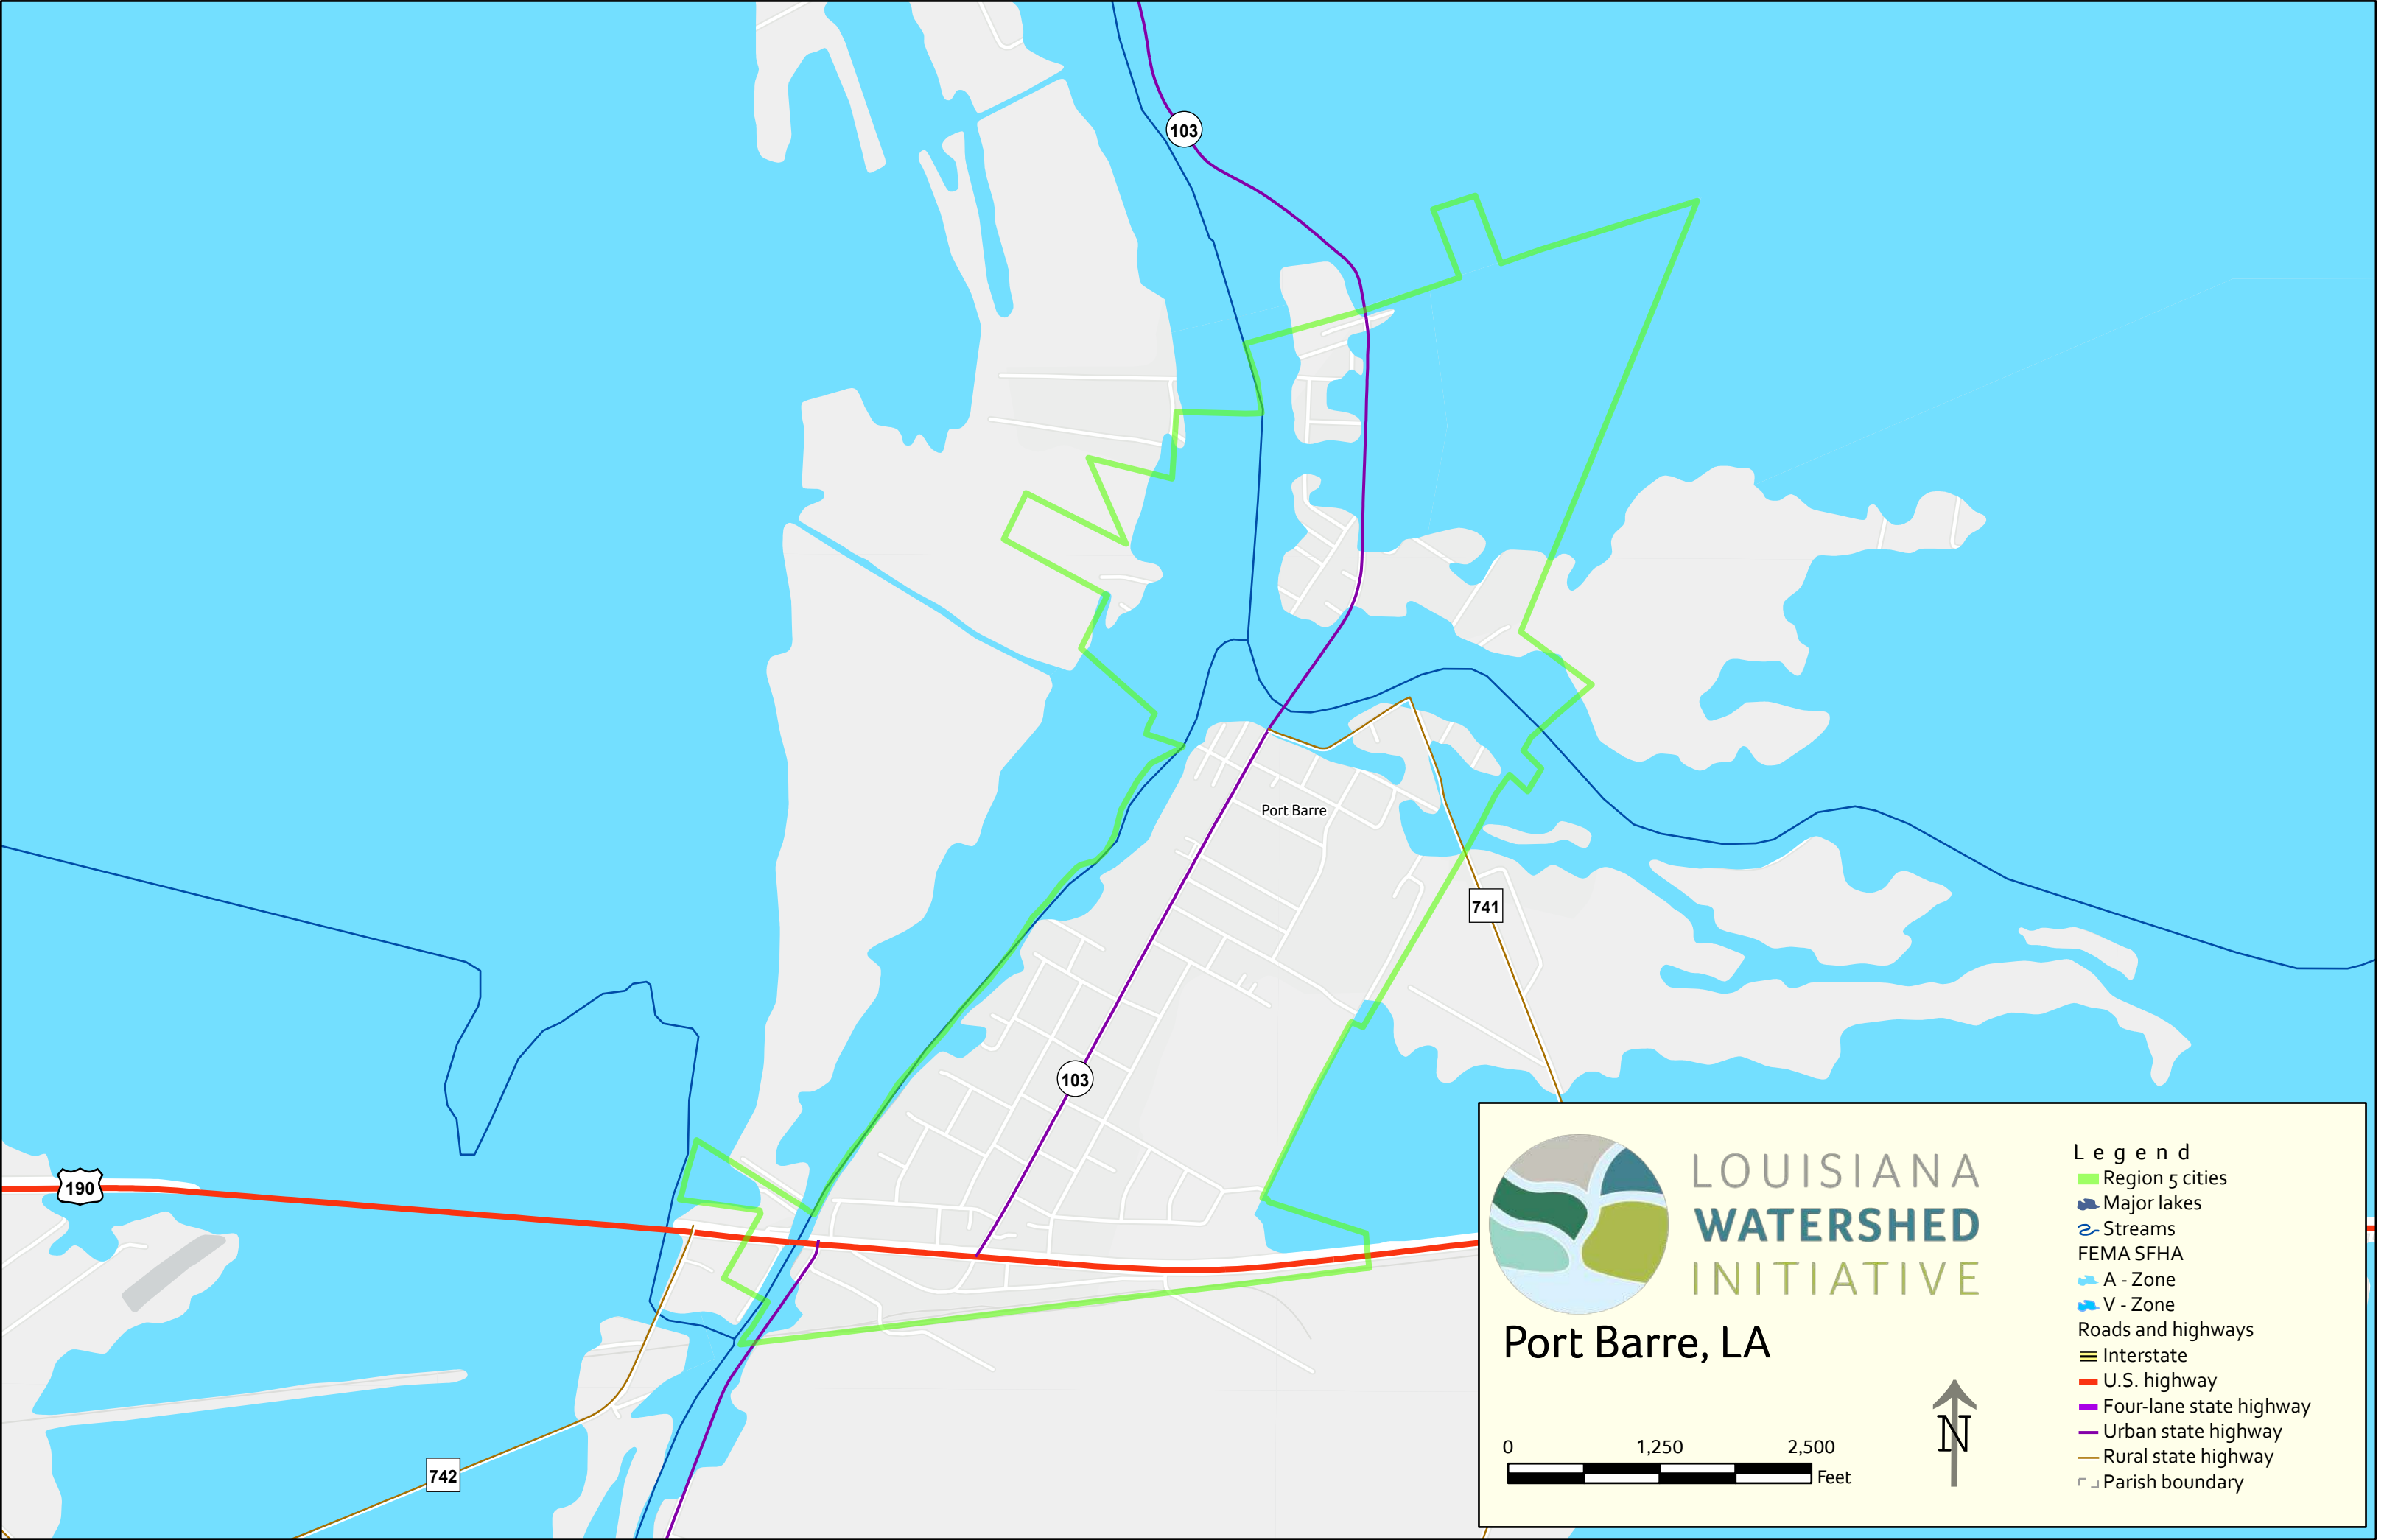 103
Port Barre
741
103
190
742
LOUISIANA
WATERSHED
INITIATIVE
Port Barre, LA
0 1,250 2,500
Feet
N
Legend
Region 5 cities
Major lakes
Streams
FEMA SFHA
A - Zone
V - Zone
Roads and highways
Interstate
U.S. highway
Four-lane state highway
Urban state highway
Rural state highway
Parish boundary